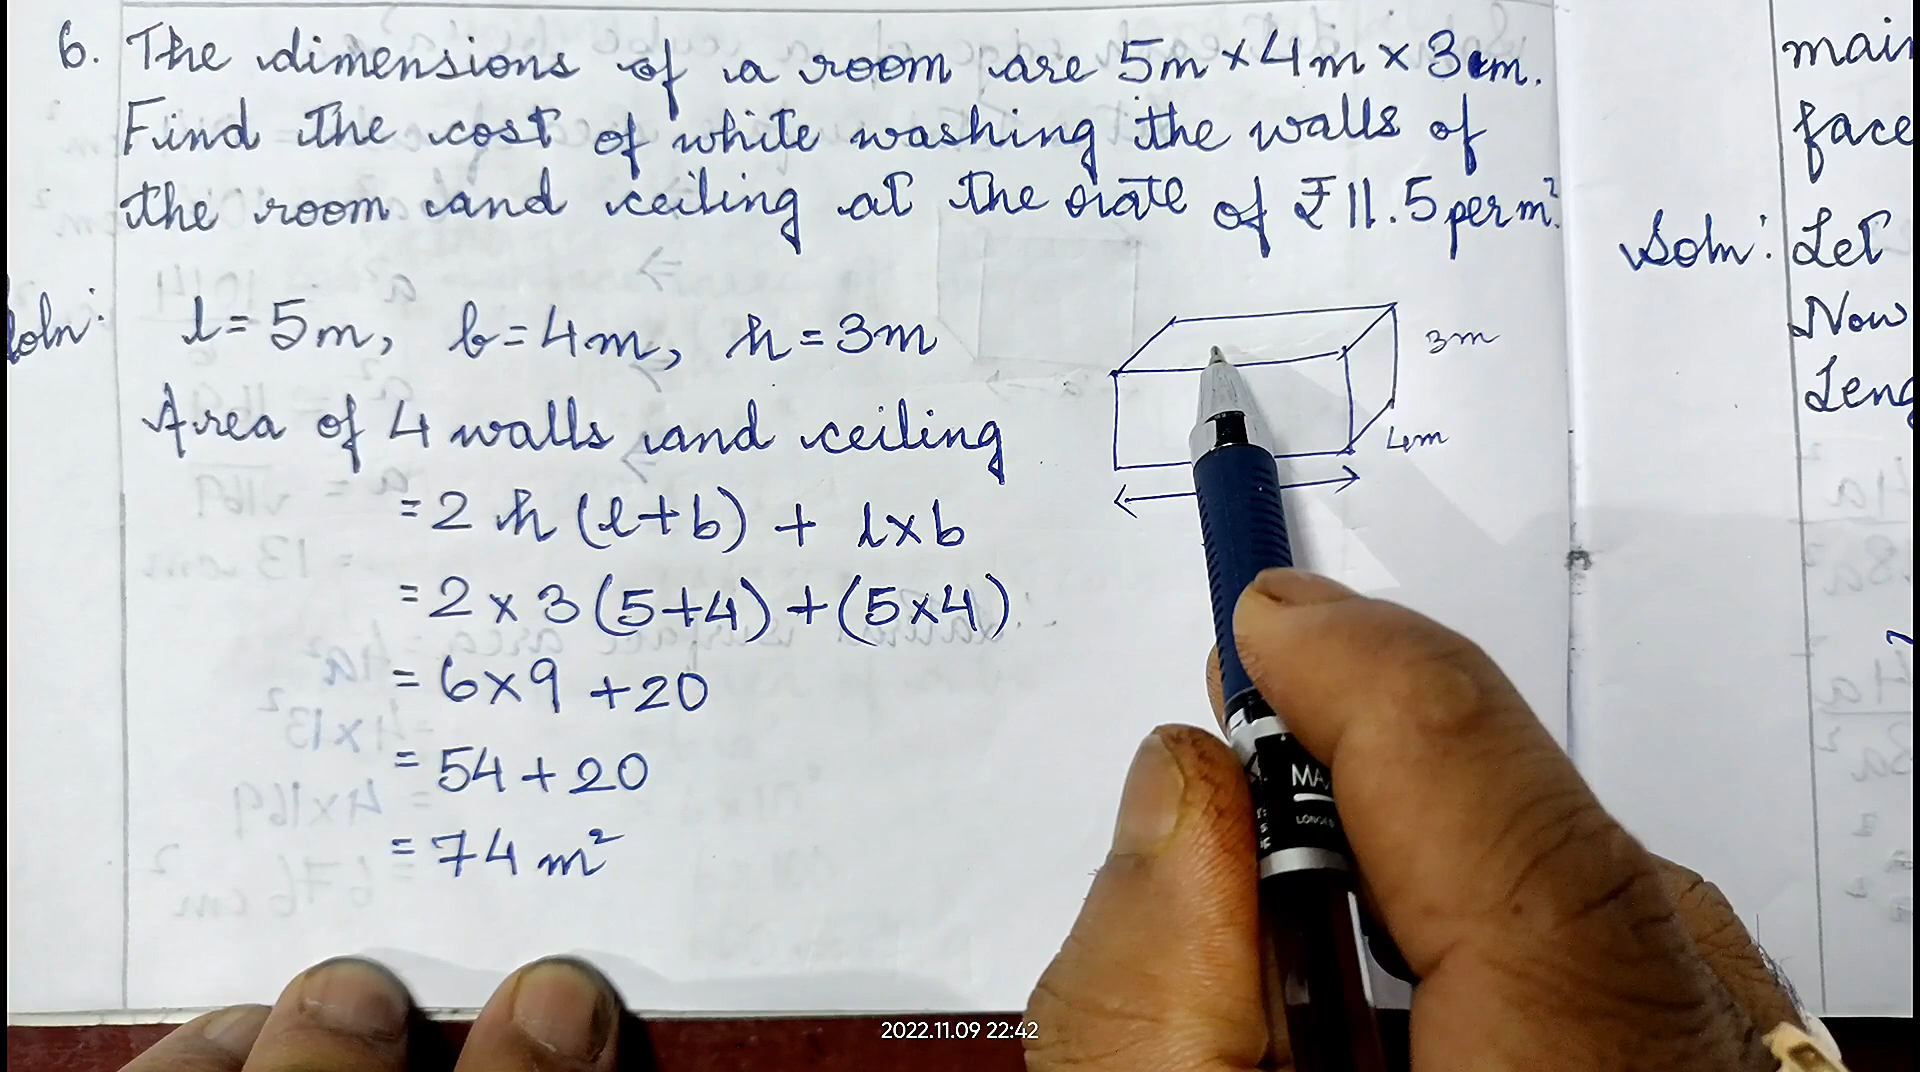 6. The dimensions of a room are 5m × 4m × 3m.
Find the cost of white washing the walls of
the room and ceiling at the rate of ₹11.5 per m².
Soln: l = 5m, b = 4m, h = 3m
3m
Area of 4 walls and ceiling
4m
= 2 h (l + b) + l × b
= 2 × 3 (5+4) + (5×4)
= 6×9 +20
= 54 + 20
= 74 m²
face
Soln: Let
Now
MA
2022.11.09 22:42